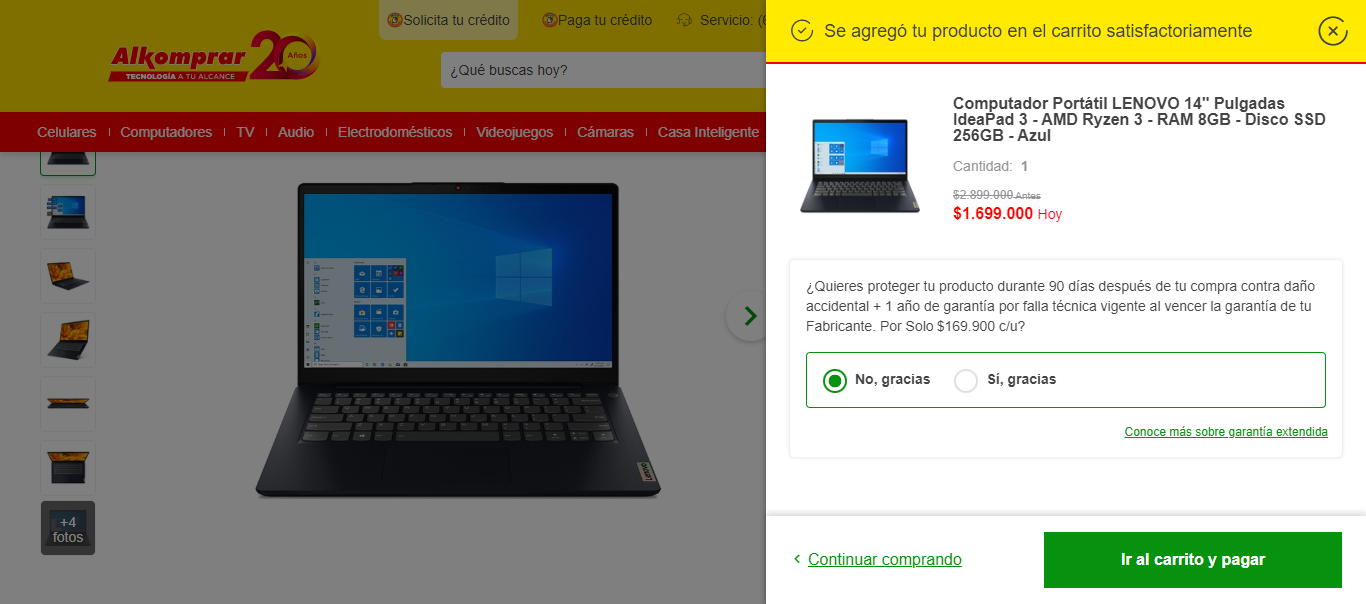 Solicita tu crédito
Paga tu crédito
Servicio: (6
Alkomprar
20 Años
TECNOLOGÍA A TU ALCANCE
¿Qué buscas hoy?
Celulares
Computadores
TV
Audio
Electrodomésticos
Videojuegos
Cámaras
Casa Inteligente
+4
fotos
Se agregó tu producto en el carrito satisfactoriamente
Computador Portátil LENOVO 14" Pulgadas
IdeaPad 3 - AMD Ryzen 3 - RAM 8GB - Disco SSD
256GB - Azul
Cantidad: 1
$2.899.000 Antes
$1.699.000 Hoy
¿Quieres proteger tu producto durante 90 días después de tu compra contra daño
accidental + 1 año de garantía por falla técnica vigente al vencer la garantía de tu
Fabricante. Por Solo $169.900 c/u?
No, gracias
Sí, gracias
Conoce más sobre garantía extendida
Continuar comprando
Ir al carrito y pagar